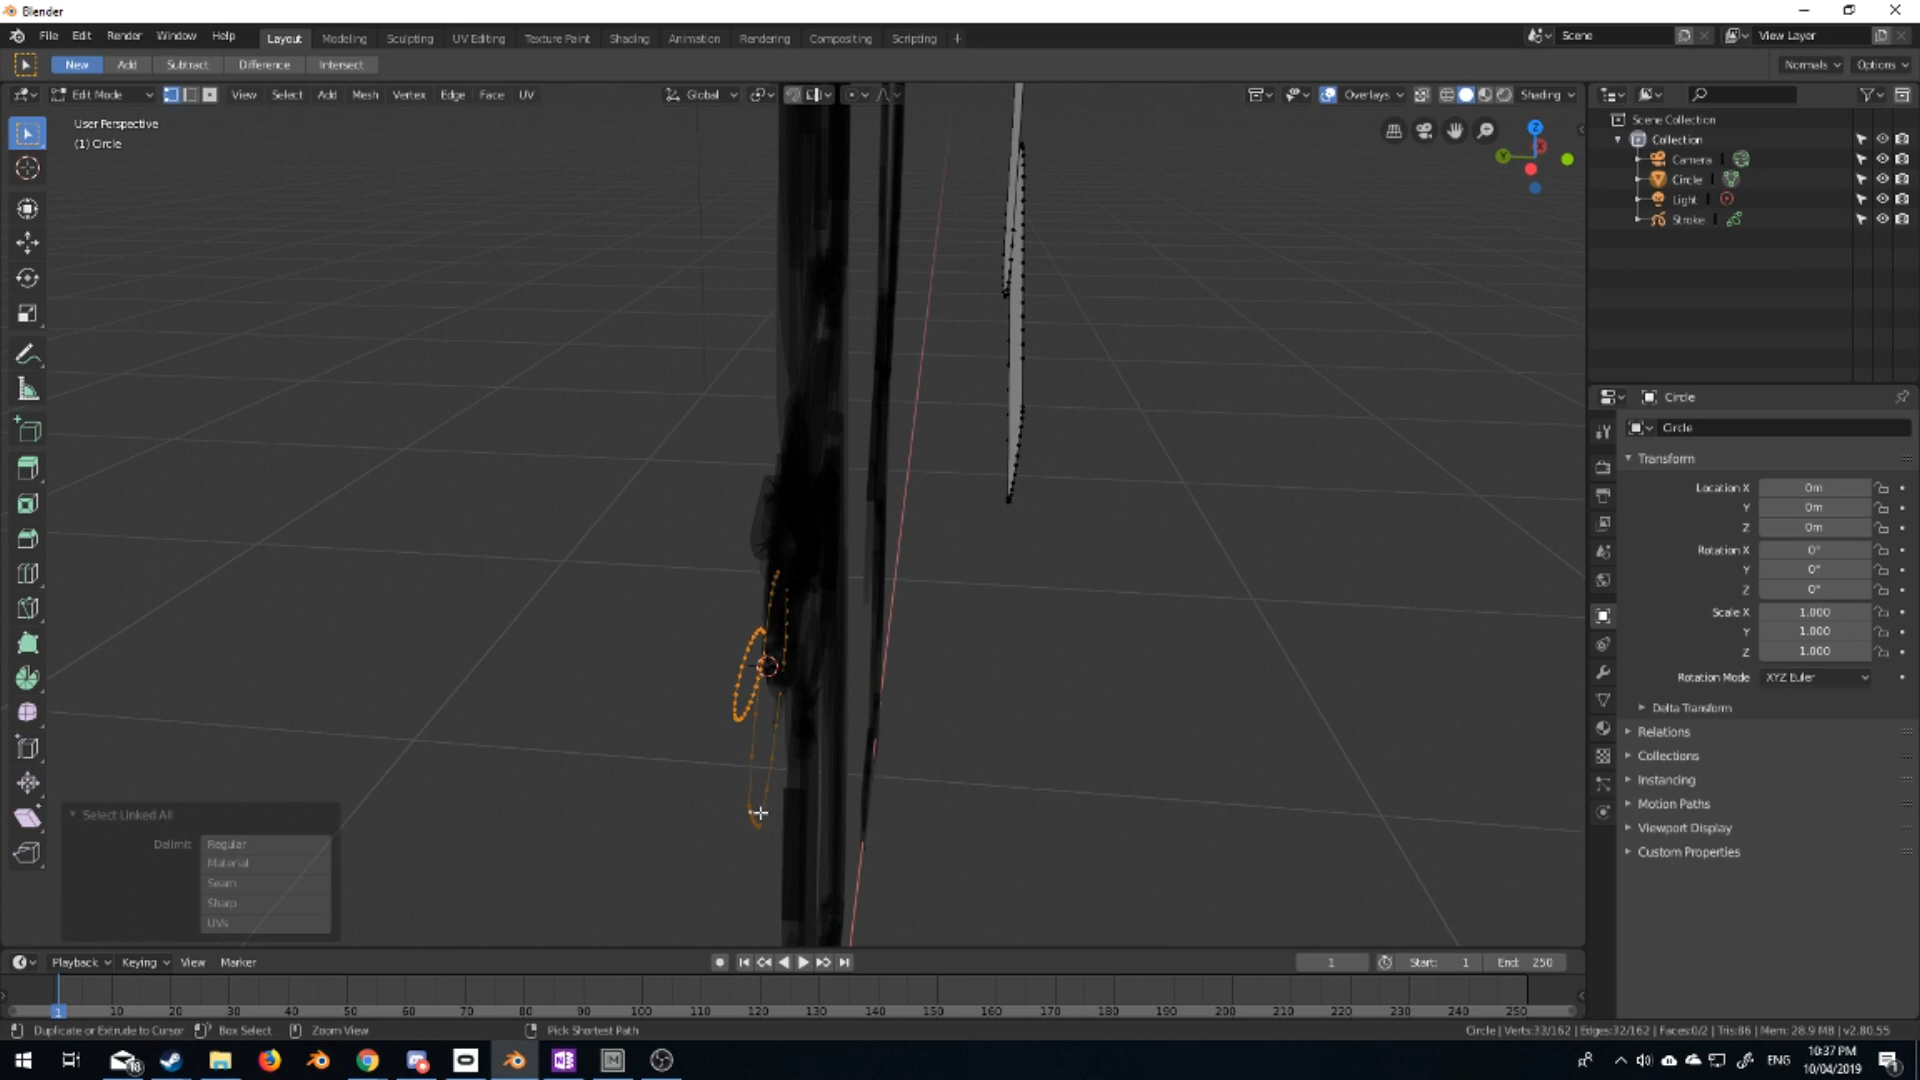 Blender
File Edit Render Window Help Layout Modeling Sculpting UV Editing Texture Paint Shading Animation Rendering Compositing Scripting + Scene View Layer
New Add Subtract Difference Intersect Normals Options
Edit Mode View Select Add Mesh Vertex Edge Face UV Global Overlays Shading
User Perspective
(1) Circle
Z
Y
X
Scene Collection
Collection
Camera
Circle
Light
Stroke
Circle
Circle
Transform
Location X 0m
Y 0m
Z 0m
Rotation X 0°
Y 0°
Z 0°
Scale X 1.000
Y 1.000
Z 1.000
Rotation Mode XYZ Euler
Delta Transform
Relations
Collections
Instancing
Motion Paths
Viewport Display
Custom Properties
Select Linked All
Delimit Regular
Material
Seam
Sharp
UVs
Playback Keying View Marker 1 Start: 1 End: 250
1 10 20 30 40 50 60 70 80 90 100 110 120 130 140 150 160 170 180 190 200 210 220 230 240 250
Duplicate or Extrude to Cursor Box Select Zoom View Pick Shortest Path Circle | Verts:33/162 | Edges:32/162 | Faces:0/2 | Tris:86 | Mem: 28.9 MB | v2.80.55
18 ENG 10:37 PM
10/04/2019 1